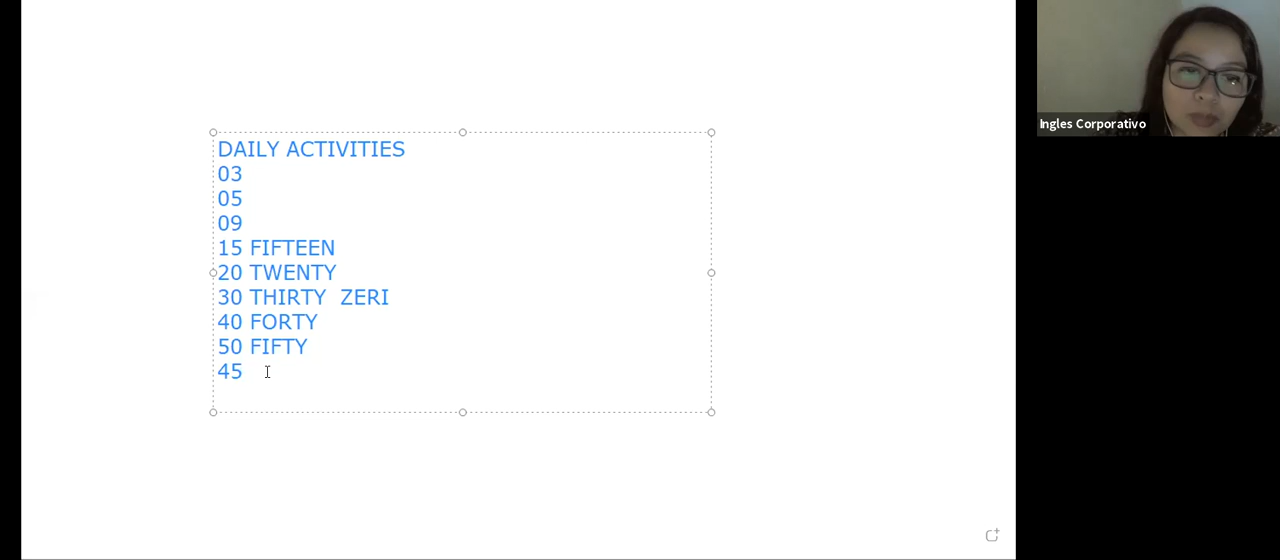 DAILY ACTIVITIES
03
05
09
15 FIFTEEN
20 TWENTY
30 THIRTY  ZERI
40 FORTY
50 FIFTY
45
Ingles Corporativo